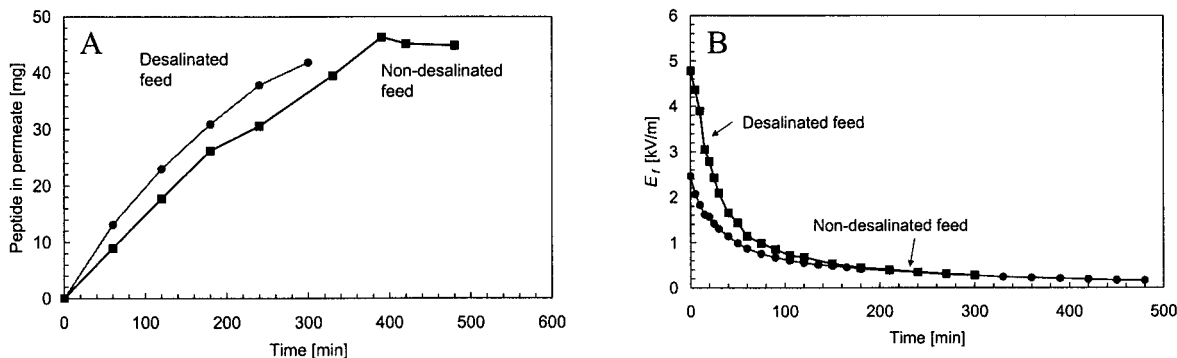 A
Desalinated
feed
Non-desalinated
feed
Peptide in permeate [mg]
50
40
30
20
10
0
0 100 200 300 400 500 600
Time [min]
B
Desalinated feed
Non-desalinated feed
E_f [kV/m]
6
5
4
3
2
1
0
0 100 200 300 400 500
Time [min]